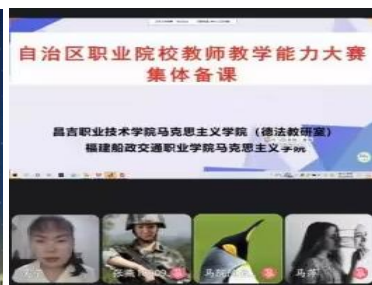 自治区职业院校教师教学能力大赛
集体备课
昌吉职业技术学院马克思主义学院（德法教研室）
福建船政交通职业学院马克思主义学院
马萍